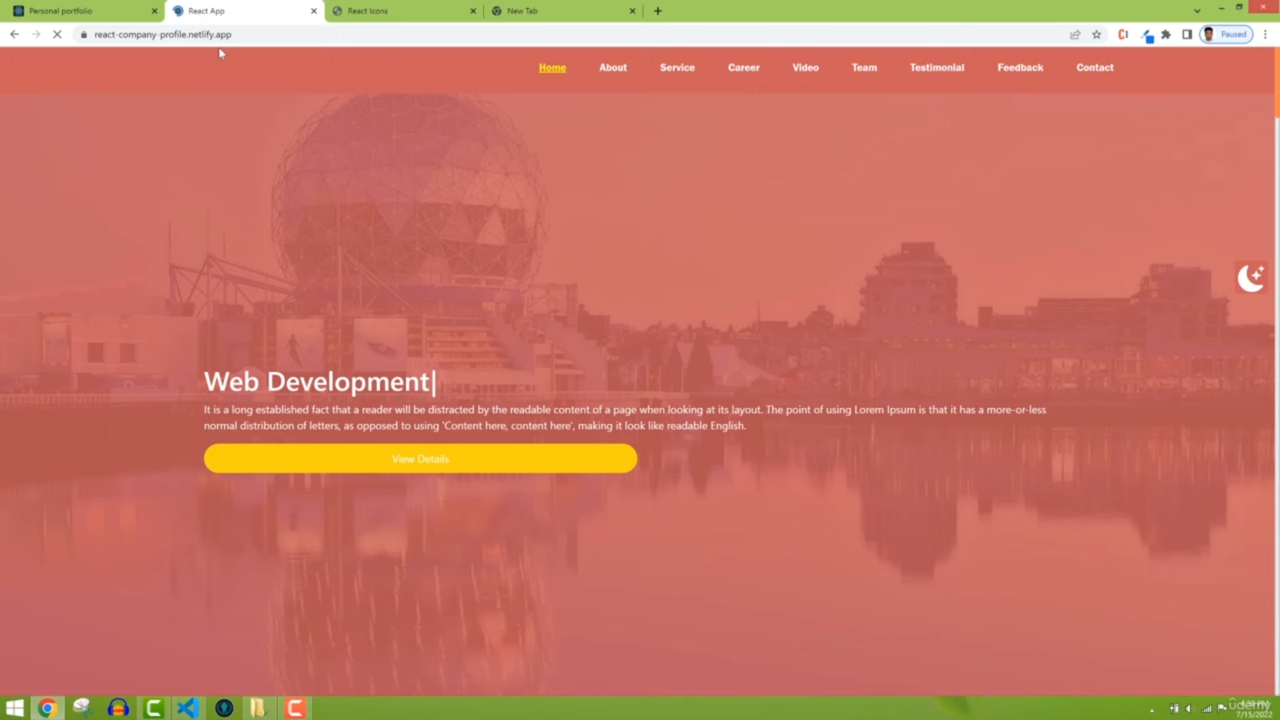 Personal portfolio
React App
React Icons
New Tab
react-company-profile.netlify.app
Paused
Home About Service Career Video Team Testimonial Feedback Contact
Web Development|
It is a long established fact that a reader will be distracted by the readable content of a page when looking at its layout. The point of using Lorem Ipsum is that it has a more-or-less
normal distribution of letters, as opposed to using 'Content here, content here', making it look like readable English.
View Details
udemy
7/15/2022